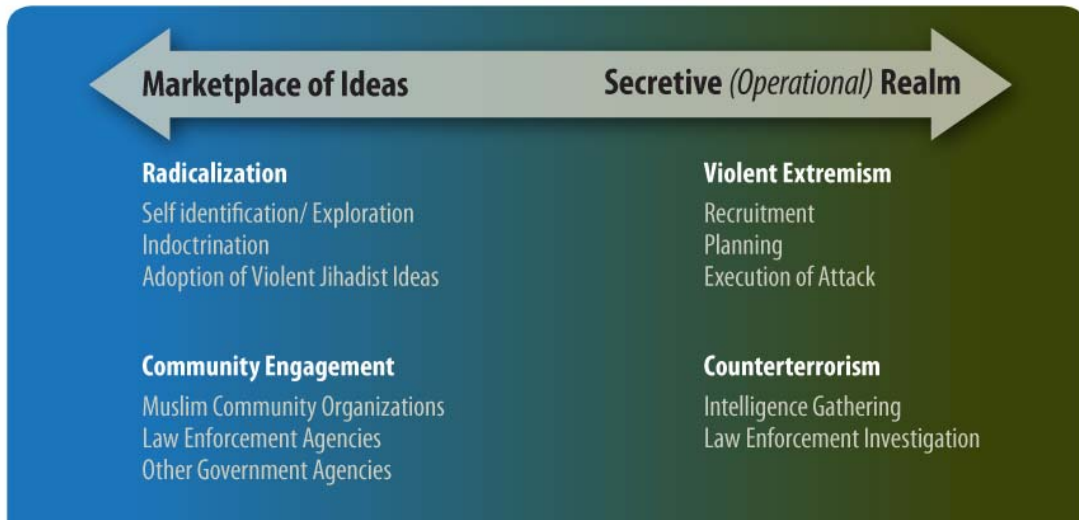 Marketplace of Ideas
Secretive (Operational) Realm
Radicalization
Self identification/ Exploration
Indoctrination
Adoption of Violent Jihadist Ideas
Violent Extremism
Recruitment
Planning
Execution of Attack
Community Engagement
Muslim Community Organizations
Law Enforcement Agencies
Other Government Agencies
Counterterrorism
Intelligence Gathering
Law Enforcement Investigation